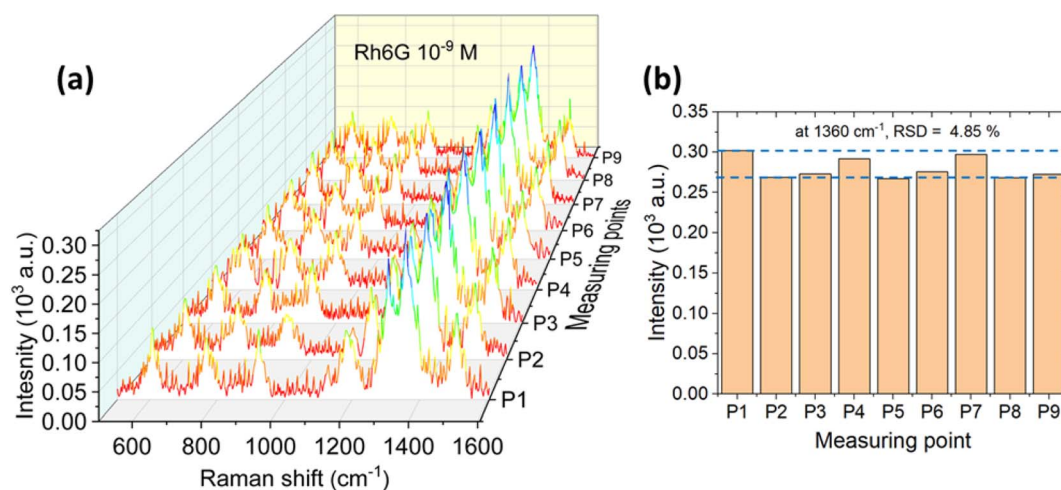 (a)
Rh6G 10⁻⁹ M
Intesnity (10³ a.u.)
0.30
0.25
0.20
0.15
0.10
0.05
0.00
600 800 1000 1200 1400 1600
Raman shift (cm⁻¹)
P9
P8
P7
P6
P5
P4
P3
P2
P1
Measuring points
(b)
at 1360 cm⁻¹, RSD = 4.85 %
Intensity (10³ a.u.)
0.35
0.30
0.25
0.20
0.15
0.10
0.05
0.00
P1 P2 P3 P4 P5 P6 P7 P8 P9
Measuring point